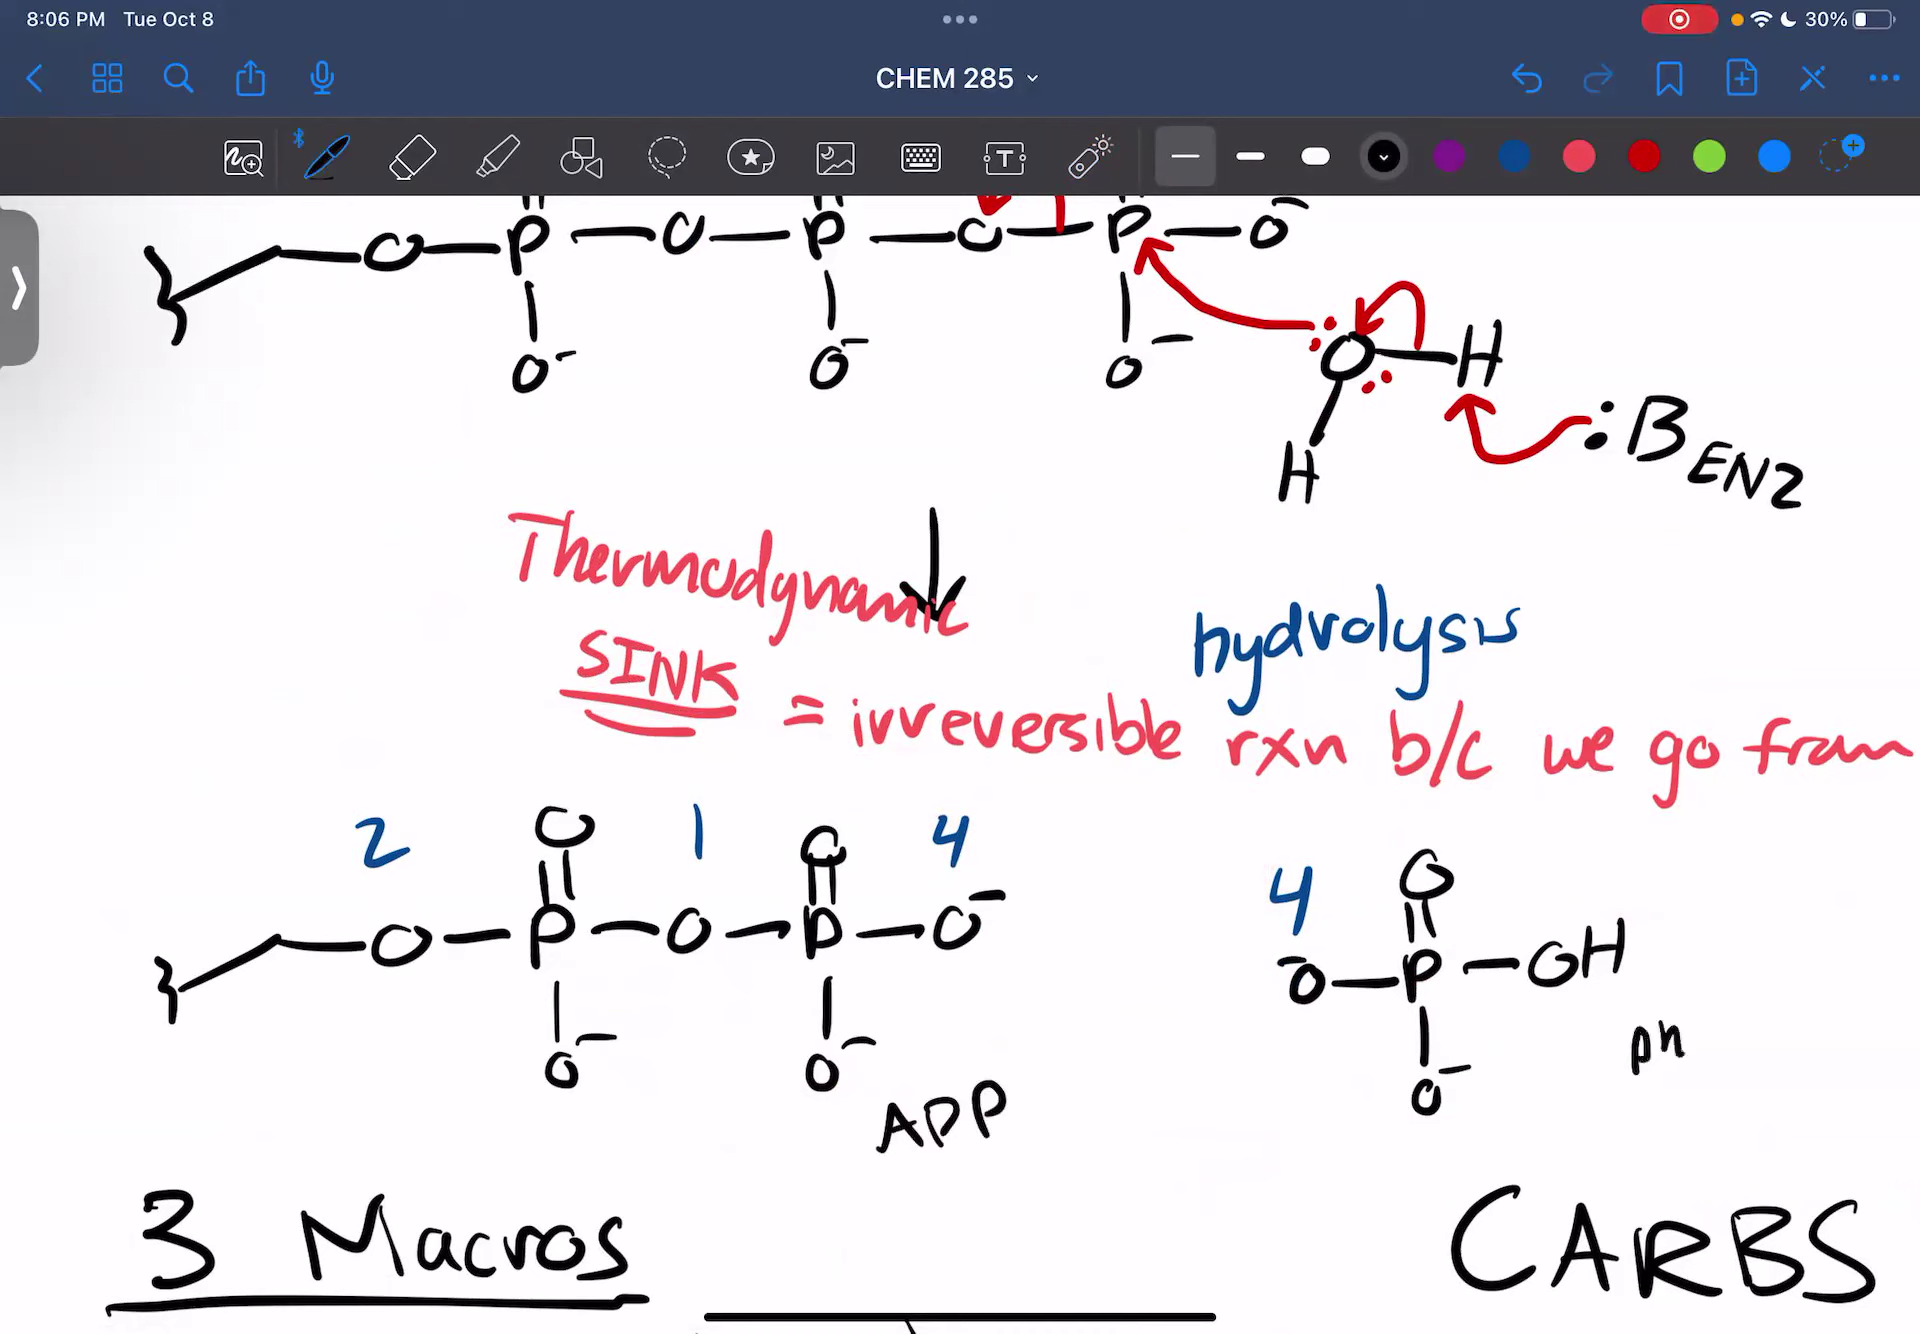 8:06 PM Tue Oct 8
30%
CHEM 285
O P O P O P O⁻
O⁻ O⁻ O⁻
:O: H
H
:B ENZ
Thermodynamic
SINK
hydrolysis
= irreversible rxn b/c we go from
2 O 1 O 4
O P O P O⁻
O⁻ O⁻
ADP
4 O
⁻O P OH
O⁻
ph
3 Macros
CARBS